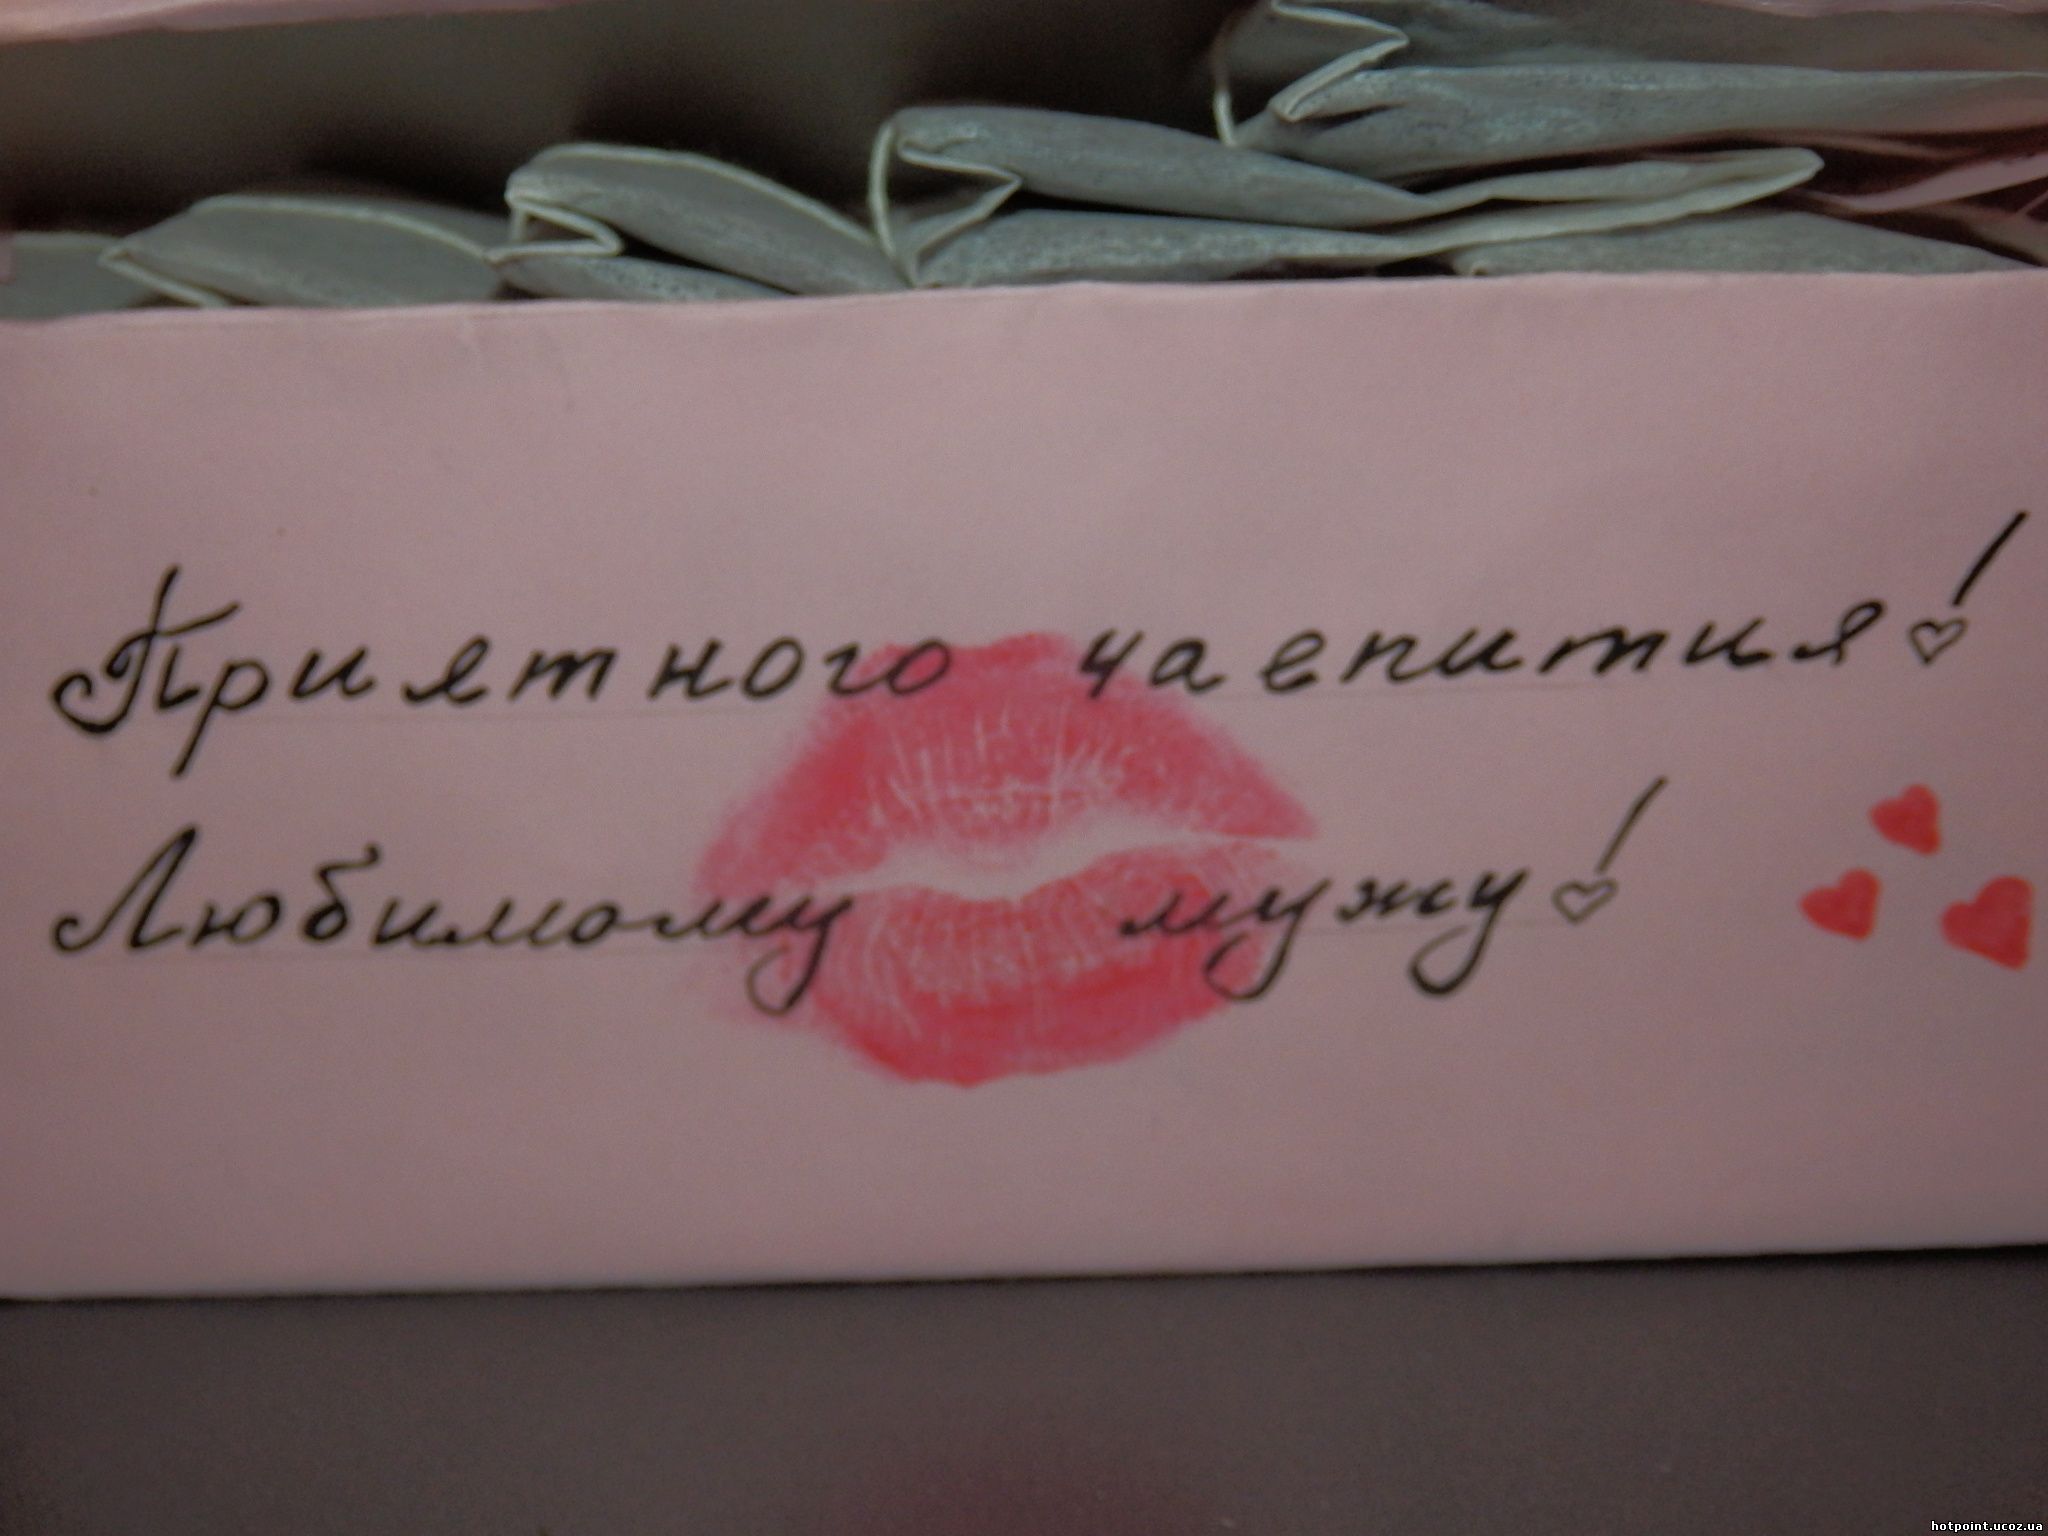 Приятного чаепития!
Любимому мужу!
hotpoint.ucoz.ua